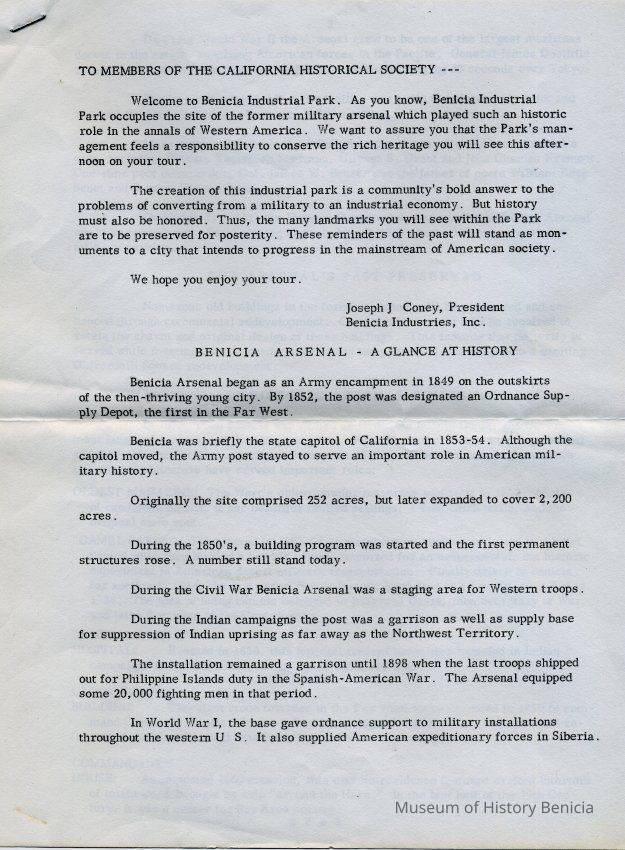 TO MEMBERS OF THE CALIFORNIA HISTORICAL SOCIETY ---
Welcome to Benicia Industrial Park. As you know, Benicia Industrial
Park occupies the site of the former military arsenal which played such an historic
role in the annals of Western America. We want to assure you that the Park's man-
agement feels a responsibility to conserve the rich heritage you will see this after-
noon on your tour.
The creation of this industrial park is a community's bold answer to the
problems of converting from a military to an industrial economy. But history
must also be honored. Thus, the many landmarks you will see within the Park
are to be preserved for posterity. These reminders of the past will stand as mon-
uments to a city that intends to progress in the mainstream of American society.
We hope you enjoy your tour.
Joseph J Coney, President
Benicia Industries, Inc.
BENICIA ARSENAL - A GLANCE AT HISTORY
Benicia Arsenal began as an Army encampment in 1849 on the outskirts
of the then-thriving young city. By 1852, the post was designated an Ordnance Sup-
ply Depot, the first in the Far West.
Benicia was briefly the state capitol of California in 1853-54. Although the
capitol moved, the Army post stayed to serve an important role in American mil-
itary history.
Originally the site comprised 252 acres, but later expanded to cover 2,200
acres.
During the 1850's, a building program was started and the first permanent
structures rose. A number still stand today.
During the Civil War Benicia Arsenal was a staging area for Western troops.
During the Indian campaigns the post was a garrison as well as supply base
for suppression of Indian uprising as far away as the Northwest Territory.
The installation remained a garrison until 1898 when the last troops shipped
out for Philippine Islands duty in the Spanish-American War. The Arsenal equipped
some 20,000 fighting men in that period.
In World War I, the base gave ordnance support to military installations
throughout the western U S. It also supplied American expeditionary forces in Siberia.
Museum of History Benicia